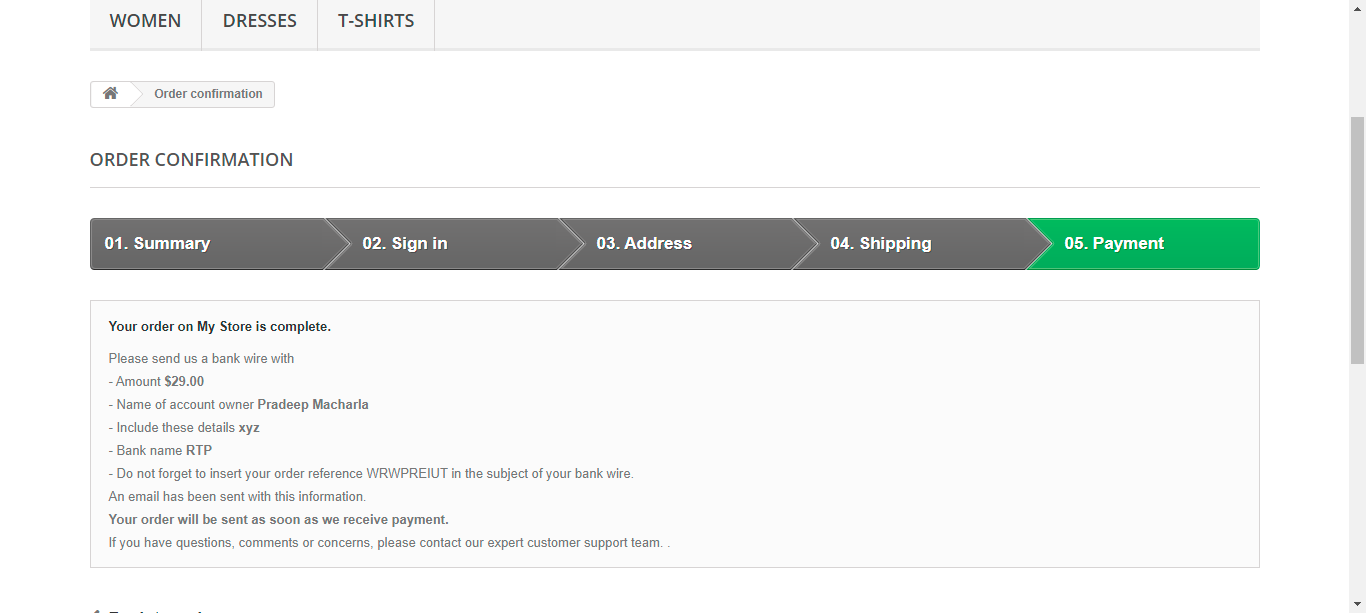 WOMEN DRESSES T-SHIRTS
Order confirmation
ORDER CONFIRMATION
01. Summary 02. Sign in 03. Address 04. Shipping 05. Payment
Your order on My Store is complete.
Please send us a bank wire with
- Amount $29.00
- Name of account owner Pradeep Macharla
- Include these details xyz
- Bank name RTP
- Do not forget to insert your order reference WRWPREIUT in the subject of your bank wire.
An email has been sent with this information.
Your order will be sent as soon as we receive payment.
If you have questions, comments or concerns, please contact our expert customer support team. .